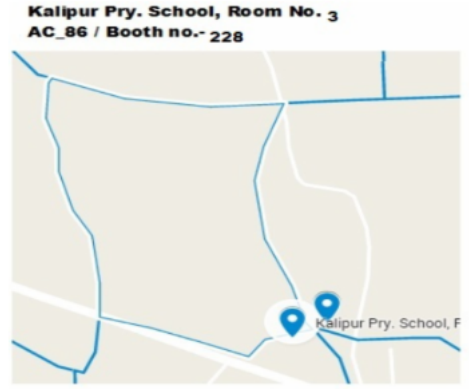 Kalipur Pry. School, Room No. 3
AC_86 / Booth no.- 228
Kalipur Pry. School, F